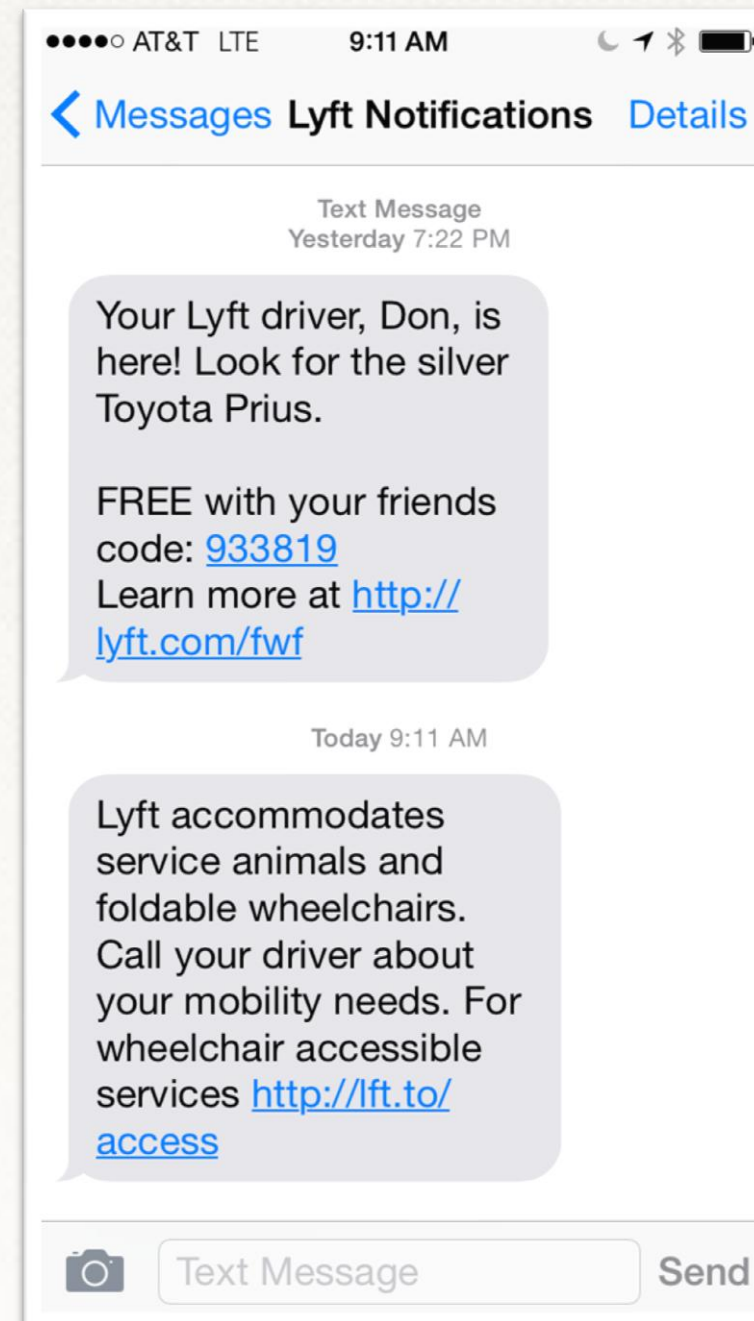 AT&T LTE 9:11 AM
Messages Lyft Notifications Details
Text Message
Yesterday 7:22 PM
Your Lyft driver, Don, is
here! Look for the silver
Toyota Prius.
FREE with your friends
code: 933819
Learn more at http://
lyft.com/fwf
Today 9:11 AM
Lyft accommodates
service animals and
foldable wheelchairs.
Call your driver about
your mobility needs. For
wheelchair accessible
services http://lft.to/
access
Text Message Send